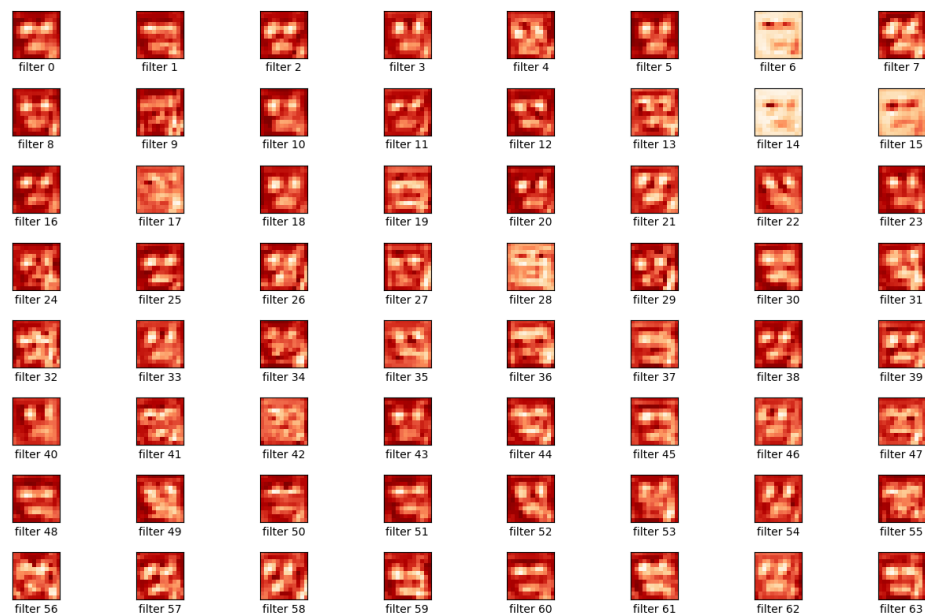 filter 0 filter 1 filter 2 filter 3 filter 4 filter 5 filter 6 filter 7
filter 8 filter 9 filter 10 filter 11 filter 12 filter 13 filter 14 filter 15
filter 16 filter 17 filter 18 filter 19 filter 20 filter 21 filter 22 filter 23
filter 24 filter 25 filter 26 filter 27 filter 28 filter 29 filter 30 filter 31
filter 32 filter 33 filter 34 filter 35 filter 36 filter 37 filter 38 filter 39
filter 40 filter 41 filter 42 filter 43 filter 44 filter 45 filter 46 filter 47
filter 48 filter 49 filter 50 filter 51 filter 52 filter 53 filter 54 filter 55
filter 56 filter 57 filter 58 filter 59 filter 60 filter 61 filter 62 filter 63